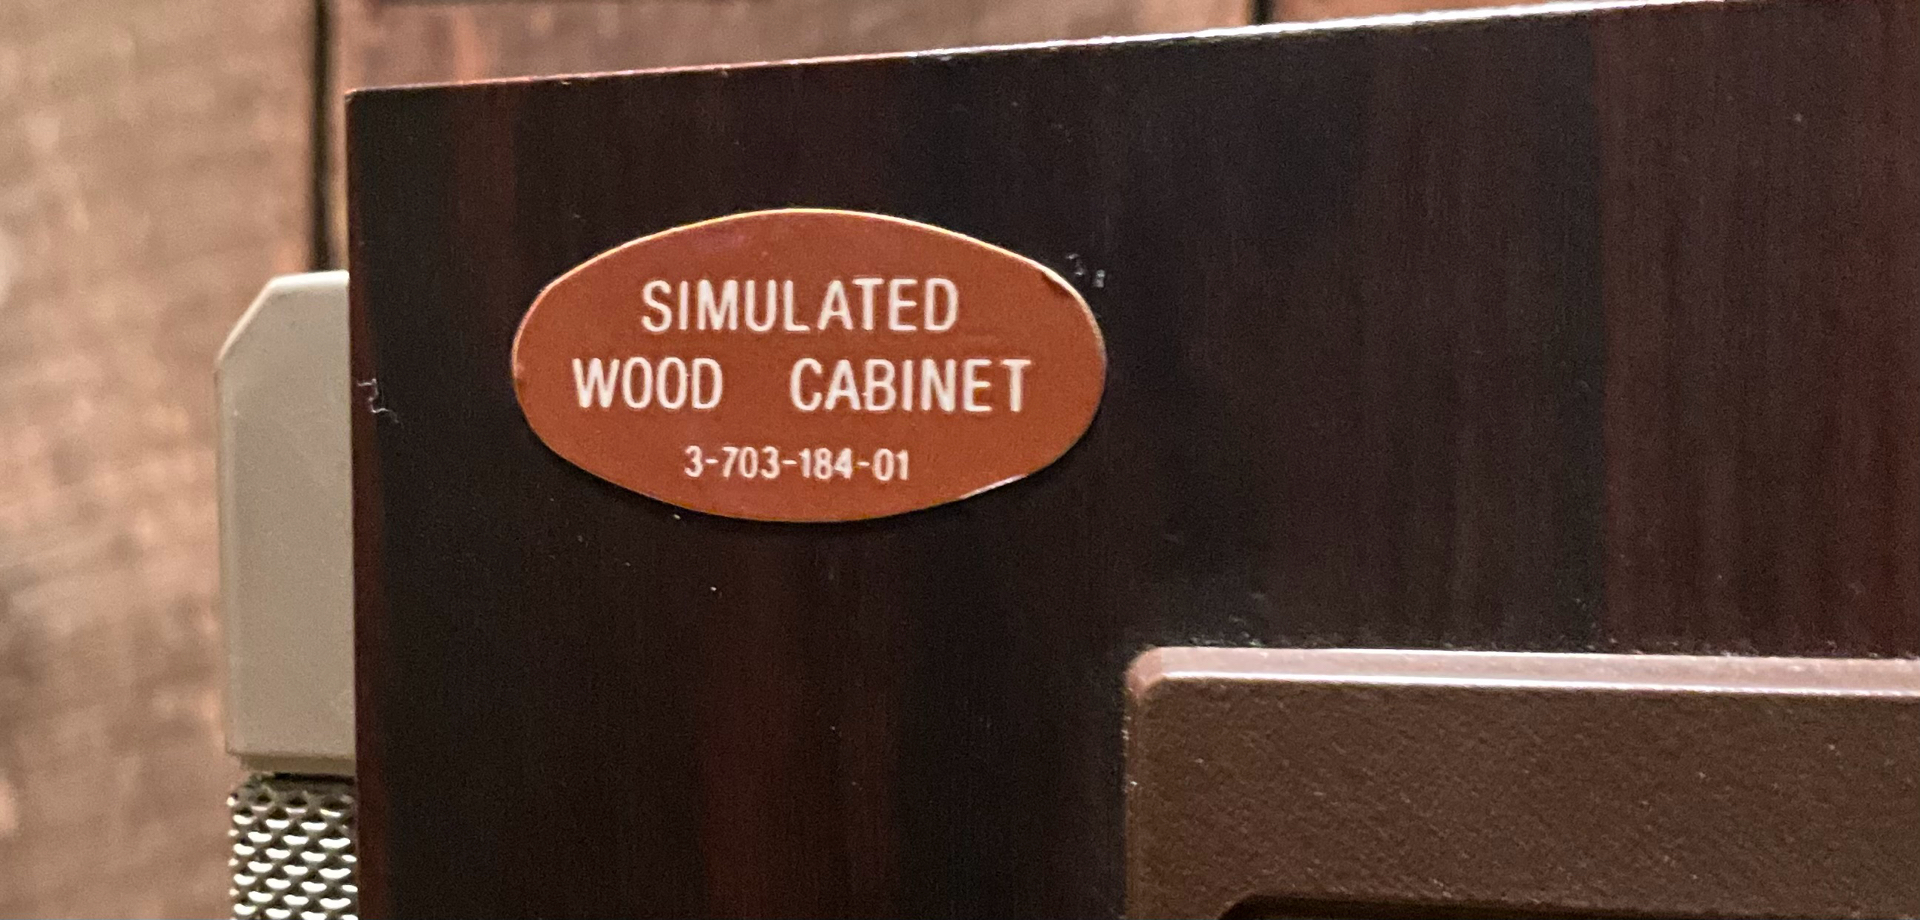 SIMULATED
WOOD CABINET
3-703-184-01